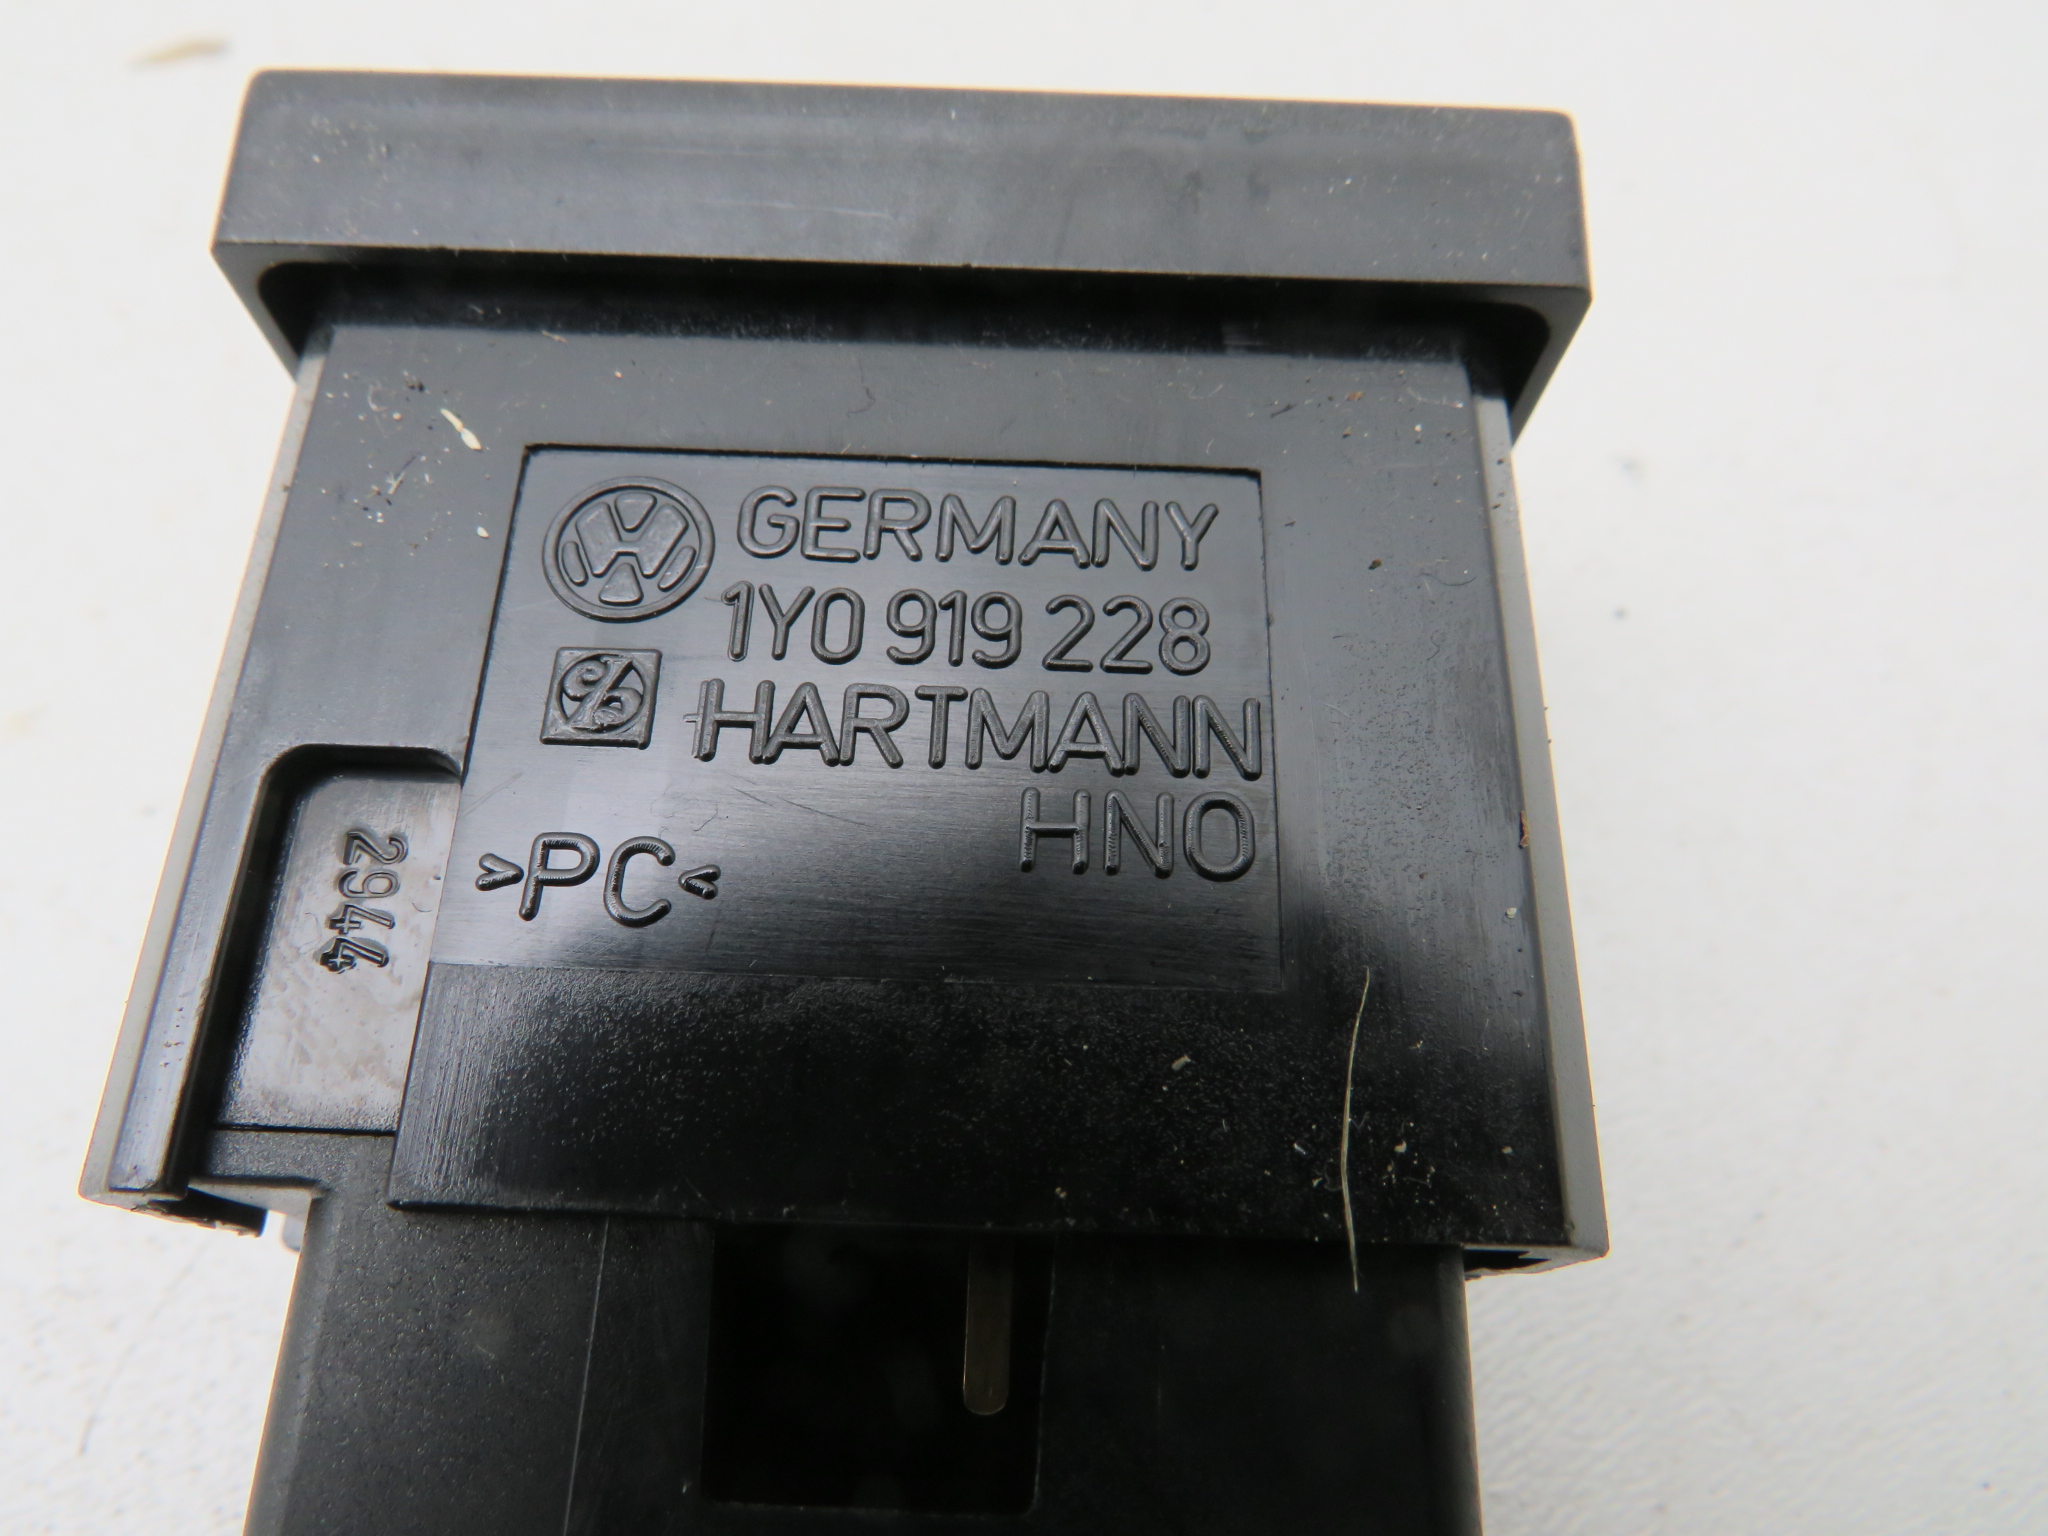 GERMANY
1Y0 919 228
HARTMANN
HNO
>PC<
2944